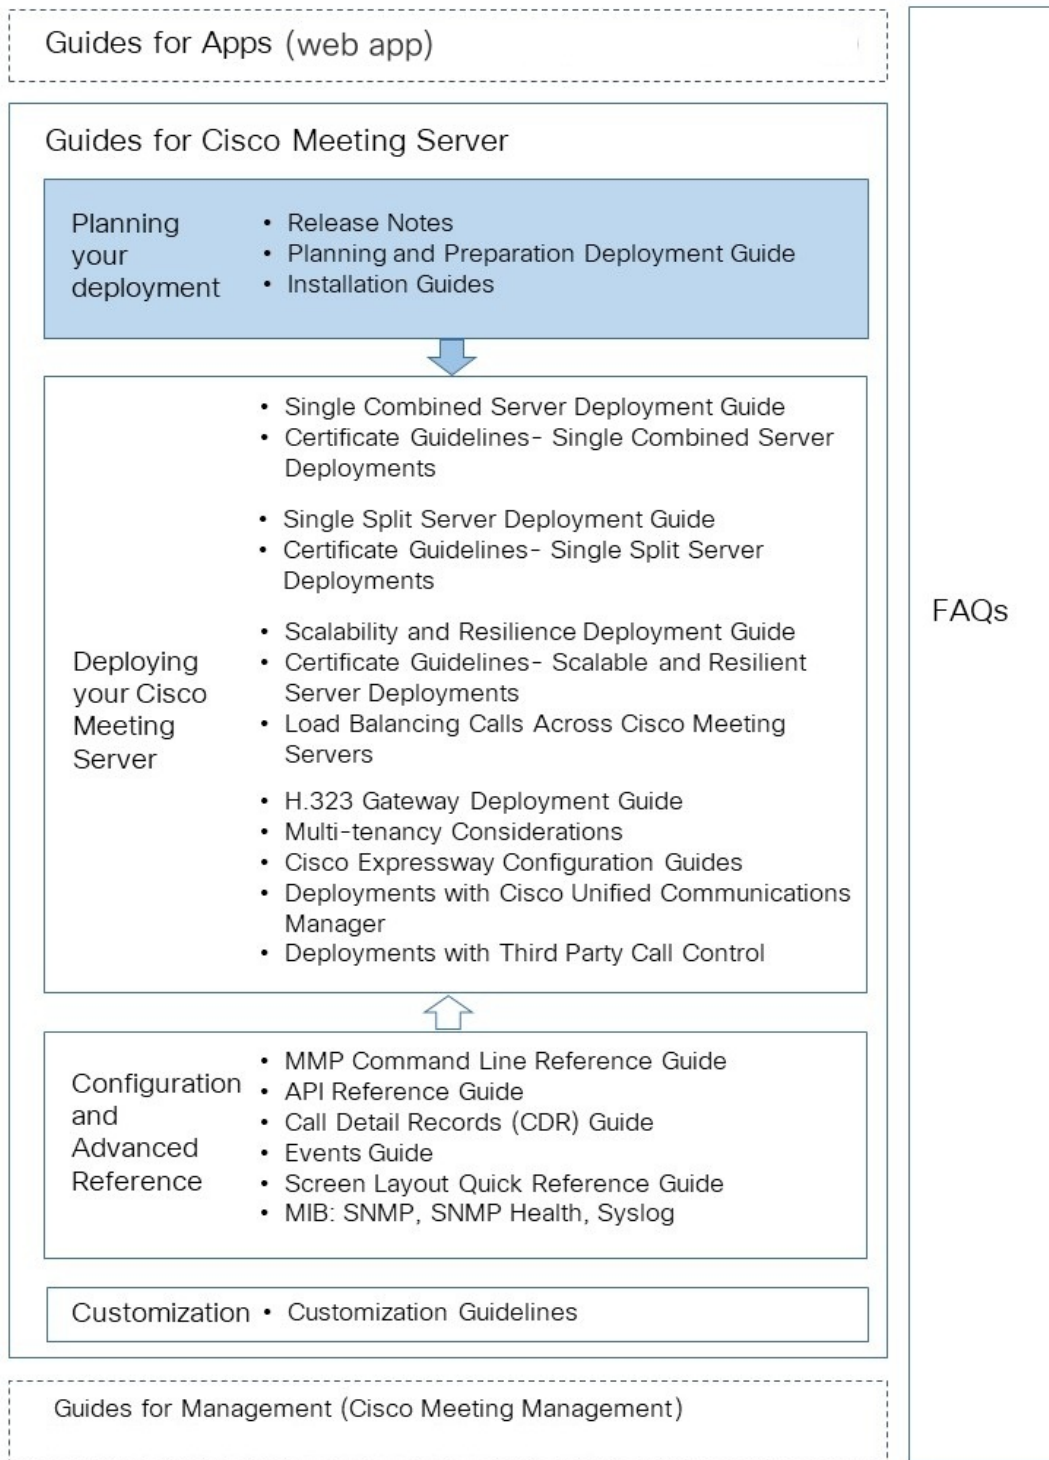 Guides for Apps (web app)
Guides for Cisco Meeting Server
Planning
your
deployment
• Release Notes
• Planning and Preparation Deployment Guide
• Installation Guides
Deploying
your Cisco
Meeting
Server
• Single Combined Server Deployment Guide
• Certificate Guidelines- Single Combined Server
Deployments
• Single Split Server Deployment Guide
• Certificate Guidelines- Single Split Server
Deployments
• Scalability and Resilience Deployment Guide
• Certificate Guidelines- Scalable and Resilient
Server Deployments
• Load Balancing Calls Across Cisco Meeting
Servers
• H.323 Gateway Deployment Guide
• Multi-tenancy Considerations
• Cisco Expressway Configuration Guides
• Deployments with Cisco Unified Communications
Manager
• Deployments with Third Party Call Control
Configuration
and
Advanced
Reference
• MMP Command Line Reference Guide
• API Reference Guide
• Call Detail Records (CDR) Guide
• Events Guide
• Screen Layout Quick Reference Guide
• MIB: SNMP, SNMP Health, Syslog
Customization • Customization Guidelines
Guides for Management (Cisco Meeting Management)
FAQs